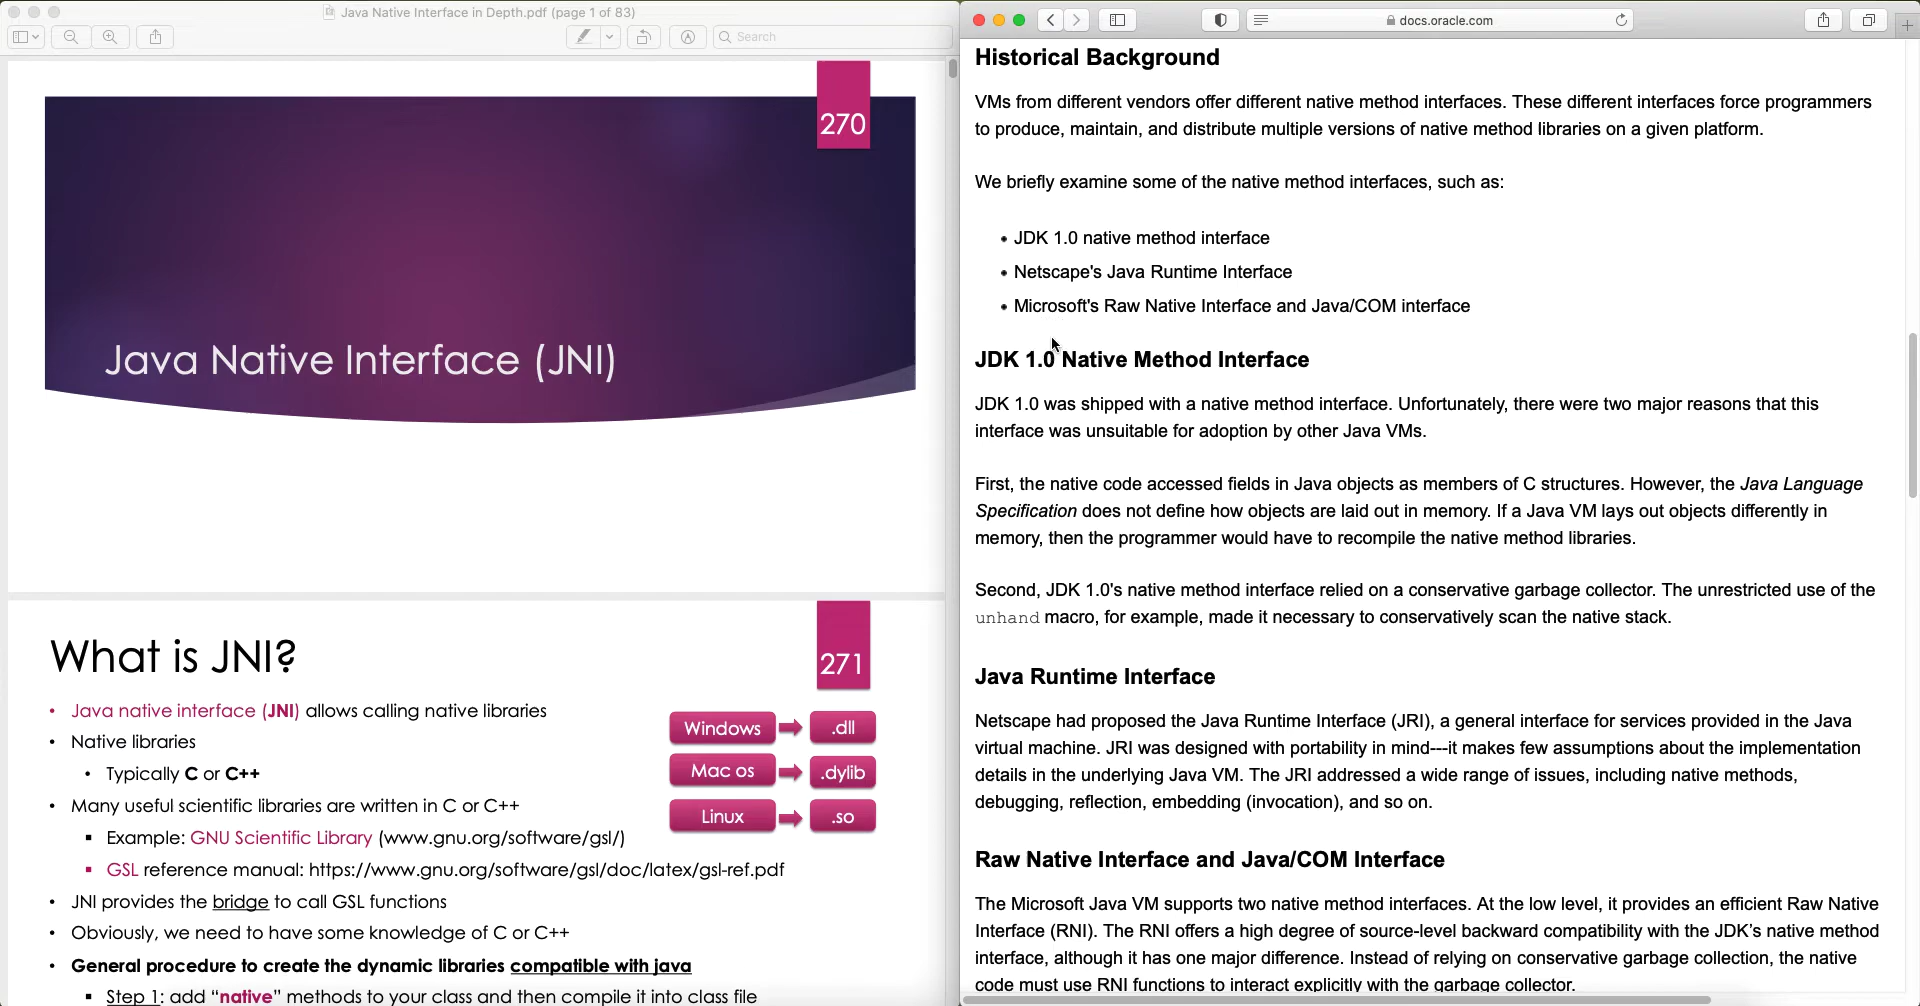 Java Native Interface in Depth.pdf (page 1 of 83)
Search
270
Java Native Interface (JNI)
What is JNI?
271
• Java native interface (JNI) allows calling native libraries
• Native libraries
• Typically C or C++
• Many useful scientific libraries are written in C or C++
▪ Example: GNU Scientific Library (www.gnu.org/software/gsl/)
▪ GSL reference manual: https://www.gnu.org/software/gsl/doc/latex/gsl-ref.pdf
• JNI provides the bridge to call GSL functions
• Obviously, we need to have some knowledge of C or C++
• General procedure to create the dynamic libraries compatible with java
▪ Step 1: add “native” methods to your class and then compile it into class file
Windows .dll
Mac os .dylib
Linux .so
docs.oracle.com
Historical Background
VMs from different vendors offer different native method interfaces. These different interfaces force programmers
to produce, maintain, and distribute multiple versions of native method libraries on a given platform.
We briefly examine some of the native method interfaces, such as:
• JDK 1.0 native method interface
• Netscape's Java Runtime Interface
• Microsoft's Raw Native Interface and Java/COM interface
JDK 1.0 Native Method Interface
JDK 1.0 was shipped with a native method interface. Unfortunately, there were two major reasons that this
interface was unsuitable for adoption by other Java VMs.
First, the native code accessed fields in Java objects as members of C structures. However, the Java Language
Specification does not define how objects are laid out in memory. If a Java VM lays out objects differently in
memory, then the programmer would have to recompile the native method libraries.
Second, JDK 1.0's native method interface relied on a conservative garbage collector. The unrestricted use of the
unhand macro, for example, made it necessary to conservatively scan the native stack.
Java Runtime Interface
Netscape had proposed the Java Runtime Interface (JRI), a general interface for services provided in the Java
virtual machine. JRI was designed with portability in mind---it makes few assumptions about the implementation
details in the underlying Java VM. The JRI addressed a wide range of issues, including native methods,
debugging, reflection, embedding (invocation), and so on.
Raw Native Interface and Java/COM Interface
The Microsoft Java VM supports two native method interfaces. At the low level, it provides an efficient Raw Native
Interface (RNI). The RNI offers a high degree of source-level backward compatibility with the JDK's native method
interface, although it has one major difference. Instead of relying on conservative garbage collection, the native
code must use RNI functions to interact explicitly with the garbage collector.